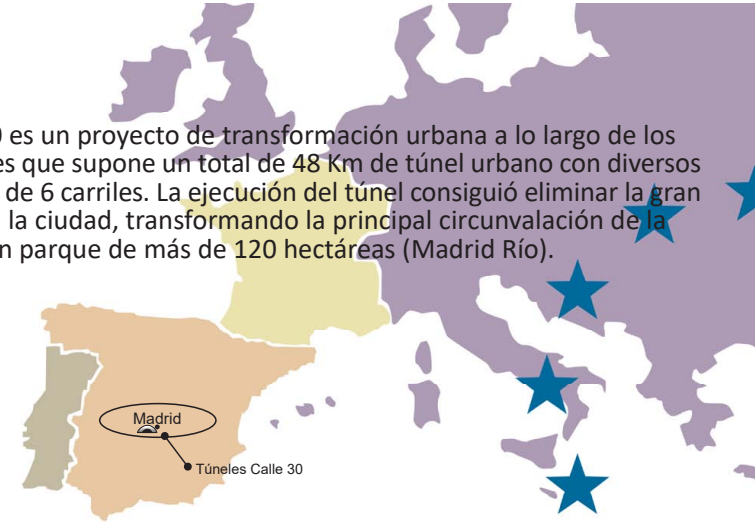 0 es un proyecto de transformación urbana a lo largo de los
es que supone un total de 48 Km de túnel urbano con diversos
de 6 carriles. La ejecución del túnel consiguió eliminar la gran
la ciudad, transformando la principal circunvalación de la
n parque de más de 120 hectáreas (Madrid Río).
Madrid
Túneles Calle 30